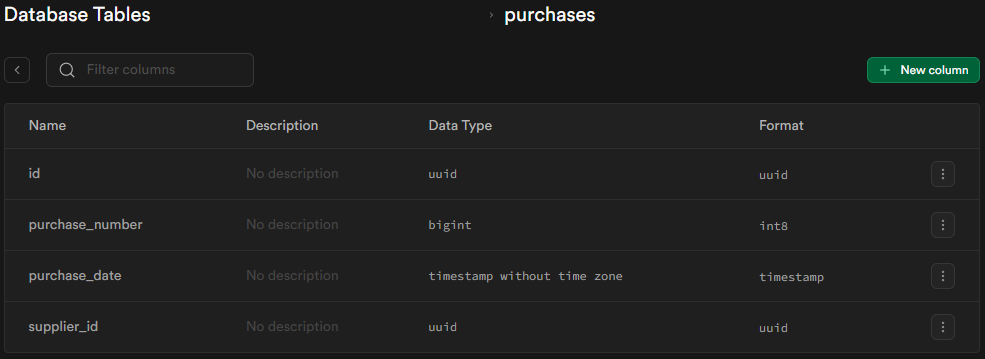 Database Tables › purchases
Filter columns
New column
Name Description Data Type Format
id No description uuid uuid
purchase_number No description bigint int8
purchase_date No description timestamp without time zone timestamp
supplier_id No description uuid uuid